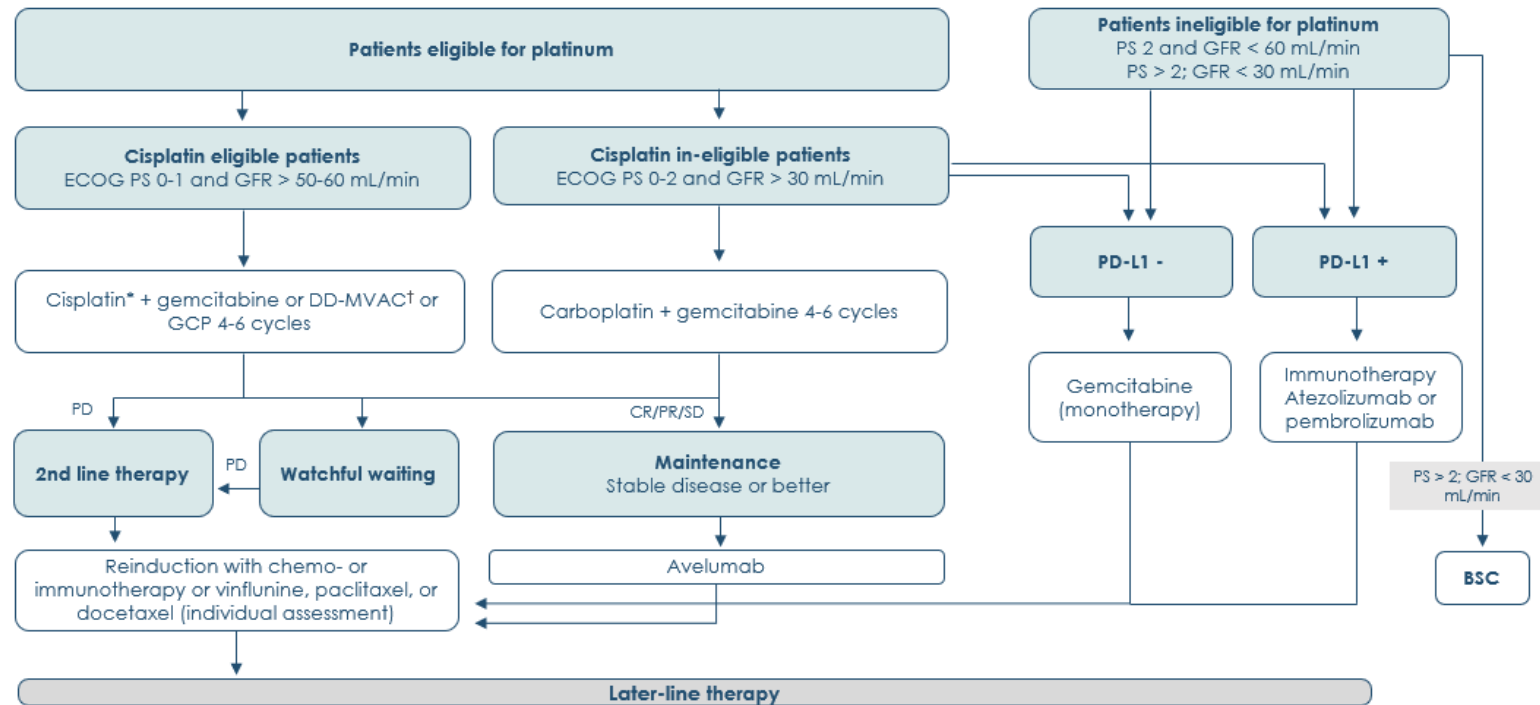 Patients eligible for platinum
Patients ineligible for platinum
PS 2 and GFR < 60 mL/min
PS > 2; GFR < 30 mL/min
Cisplatin eligible patients
ECOG PS 0-1 and GFR > 50-60 mL/min
Cisplatin in-eligible patients
ECOG PS 0-2 and GFR > 30 mL/min
PD-L1 -
PD-L1 +
Cisplatin* + gemcitabine or DD-MVAC† or
GCP 4-6 cycles
Carboplatin + gemcitabine 4-6 cycles
Gemcitabine
(monotherapy)
Immunotherapy
Atezolizumab or
pembrolizumab
PD
CR/PR/SD
2nd line therapy
PD
Watchful waiting
Maintenance
Stable disease or better
PS > 2; GFR < 30
mL/min
Reinduction with chemo- or
immunotherapy or vinflunine, paclitaxel, or
docetaxel (individual assessment)
Avelumab
BSC
Later-line therapy